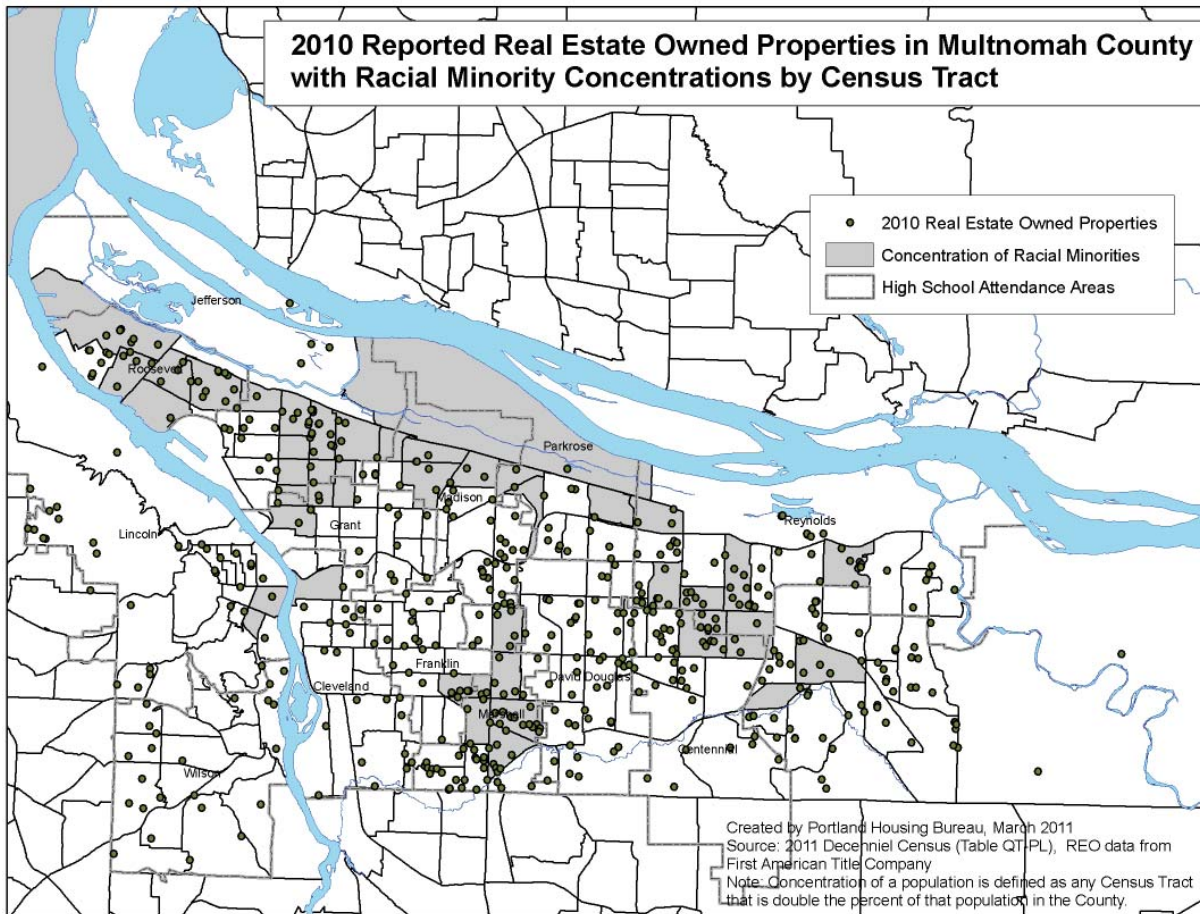 2010 Reported Real Estate Owned Properties in Multnomah County
with Racial Minority Concentrations by Census Tract
2010 Real Estate Owned Properties
Concentration of Racial Minorities
High School Attendance Areas
Jefferson
Roosevelt
Parkrose
Madison
Grant
Lincoln
Reynolds
Franklin
David Douglas
Cleveland
Marshall
Centennial
Wilson
Created by Portland Housing Bureau, March 2011
Source: 2011 Decenniel Census (Table QT-PL), REO data from
First American Title Company
Note: Concentration of a population is defined as any Census Tract
that is double the percent of that population in the County.